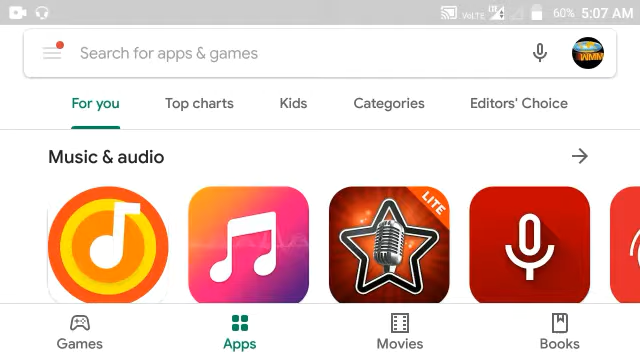 VoLTE 60% 5:07 AM
Search for apps & games
For you Top charts Kids Categories Editors' Choice
Music & audio
LITE
Games Apps Movies Books